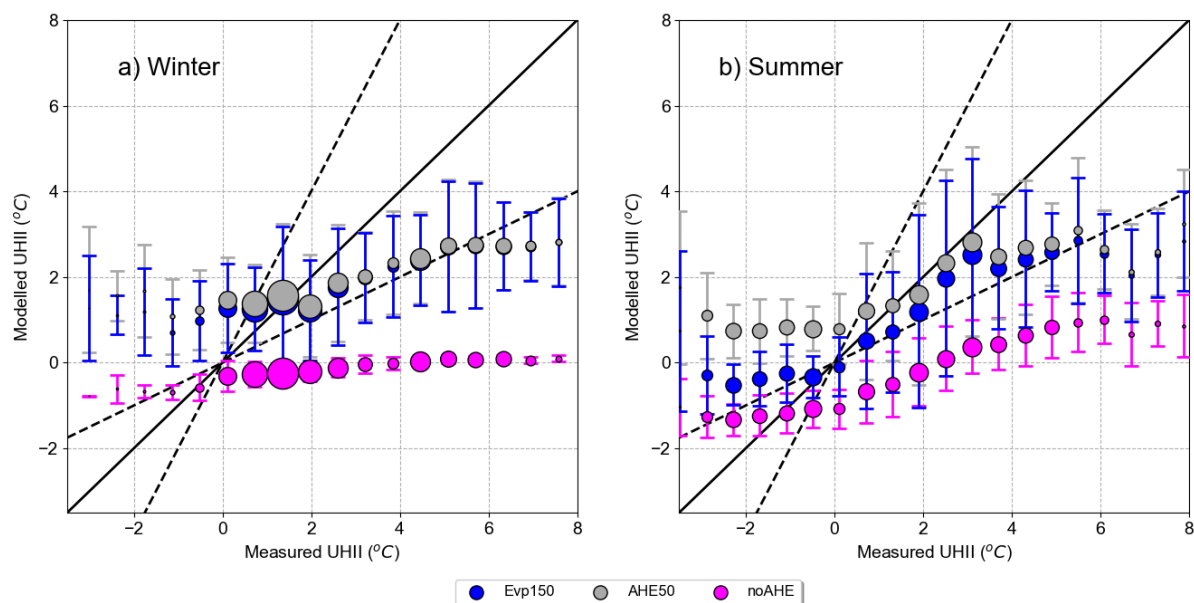 a) Winter
8
6
4
2
0
−2
Modelled UHII (°C)
−2 0 2 4 6 8
Measured UHII (°C)
b) Summer
8
6
4
2
0
−2
Modelled UHII (°C)
−2 0 2 4 6 8
Measured UHII (°C)
Evp150 AHE50 noAHE